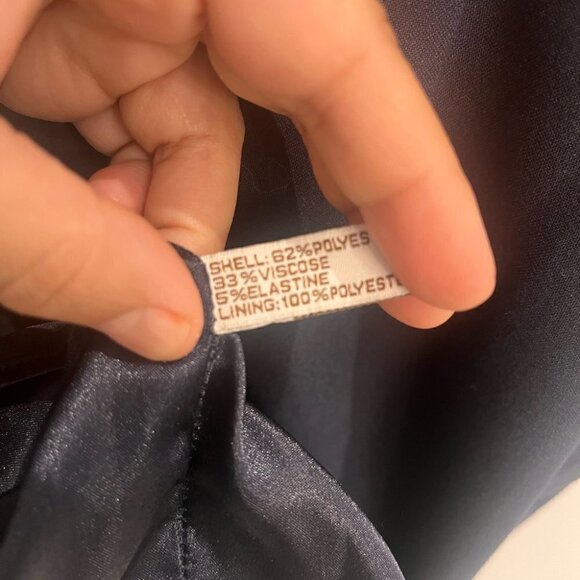 SHELL: 62%POLYES
33%VISCOSE
5%ELASTINE
LINING:100%POLYESTE